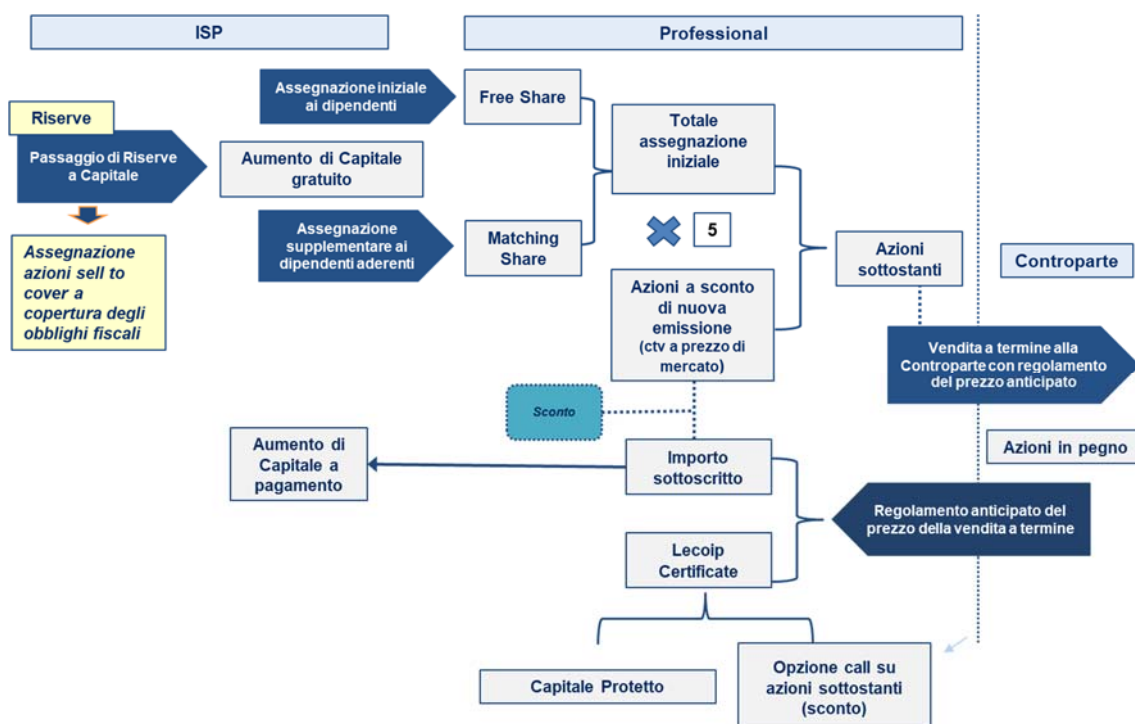 ISP
Professional
Riserve
Passaggio di Riserve
a Capitale
Assegnazione
azioni sell to
cover a
copertura degli
obblighi fiscali
Aumento di Capitale
gratuito
Assegnazione iniziale
ai dipendenti
Free Share
Assegnazione
supplementare ai
dipendenti aderenti
Matching
Share
Totale
assegnazione
iniziale
5
Azioni a sconto
di nuova
emissione
(ctv a prezzo di
mercato)
Azioni
sottostanti
Controparte
Vendita a termine alla
Controparte con regolamento
del prezzo anticipato
Sconto
Azioni in pegno
Aumento di
Capitale a
pagamento
Importo
sottoscritto
Regolamento anticipato del
prezzo della vendita a termine
Lecoip
Certificate
Capitale Protetto
Opzione call su
azioni sottostanti
(sconto)